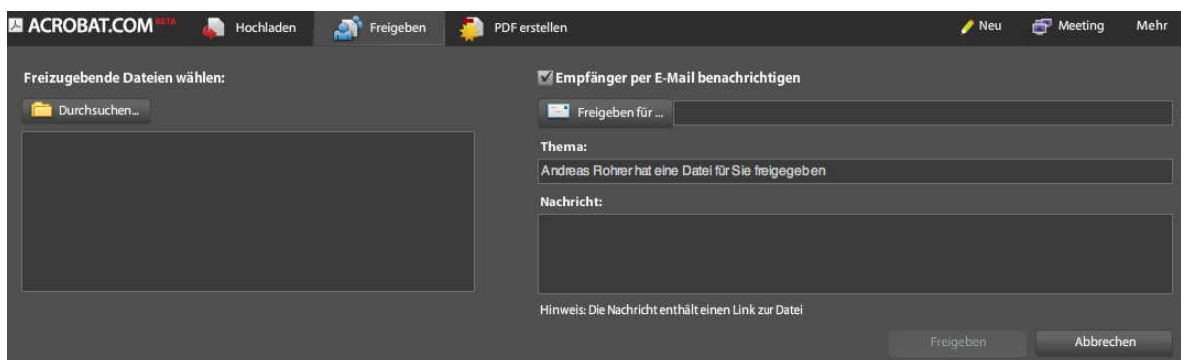 ACROBAT.COM BETA Hochladen Freigeben PDF erstellen Neu Meeting Mehr
Freizugebende Dateien wählen:
Durchsuchen...
Empfänger per E-Mail benachrichtigen
Freigeben für ...
Thema:
Andreas Rohrer hat eine Datei für Sie freigegeben
Nachricht:
Hinweis: Die Nachricht enthält einen Link zur Datei
Freigeben Abbrechen